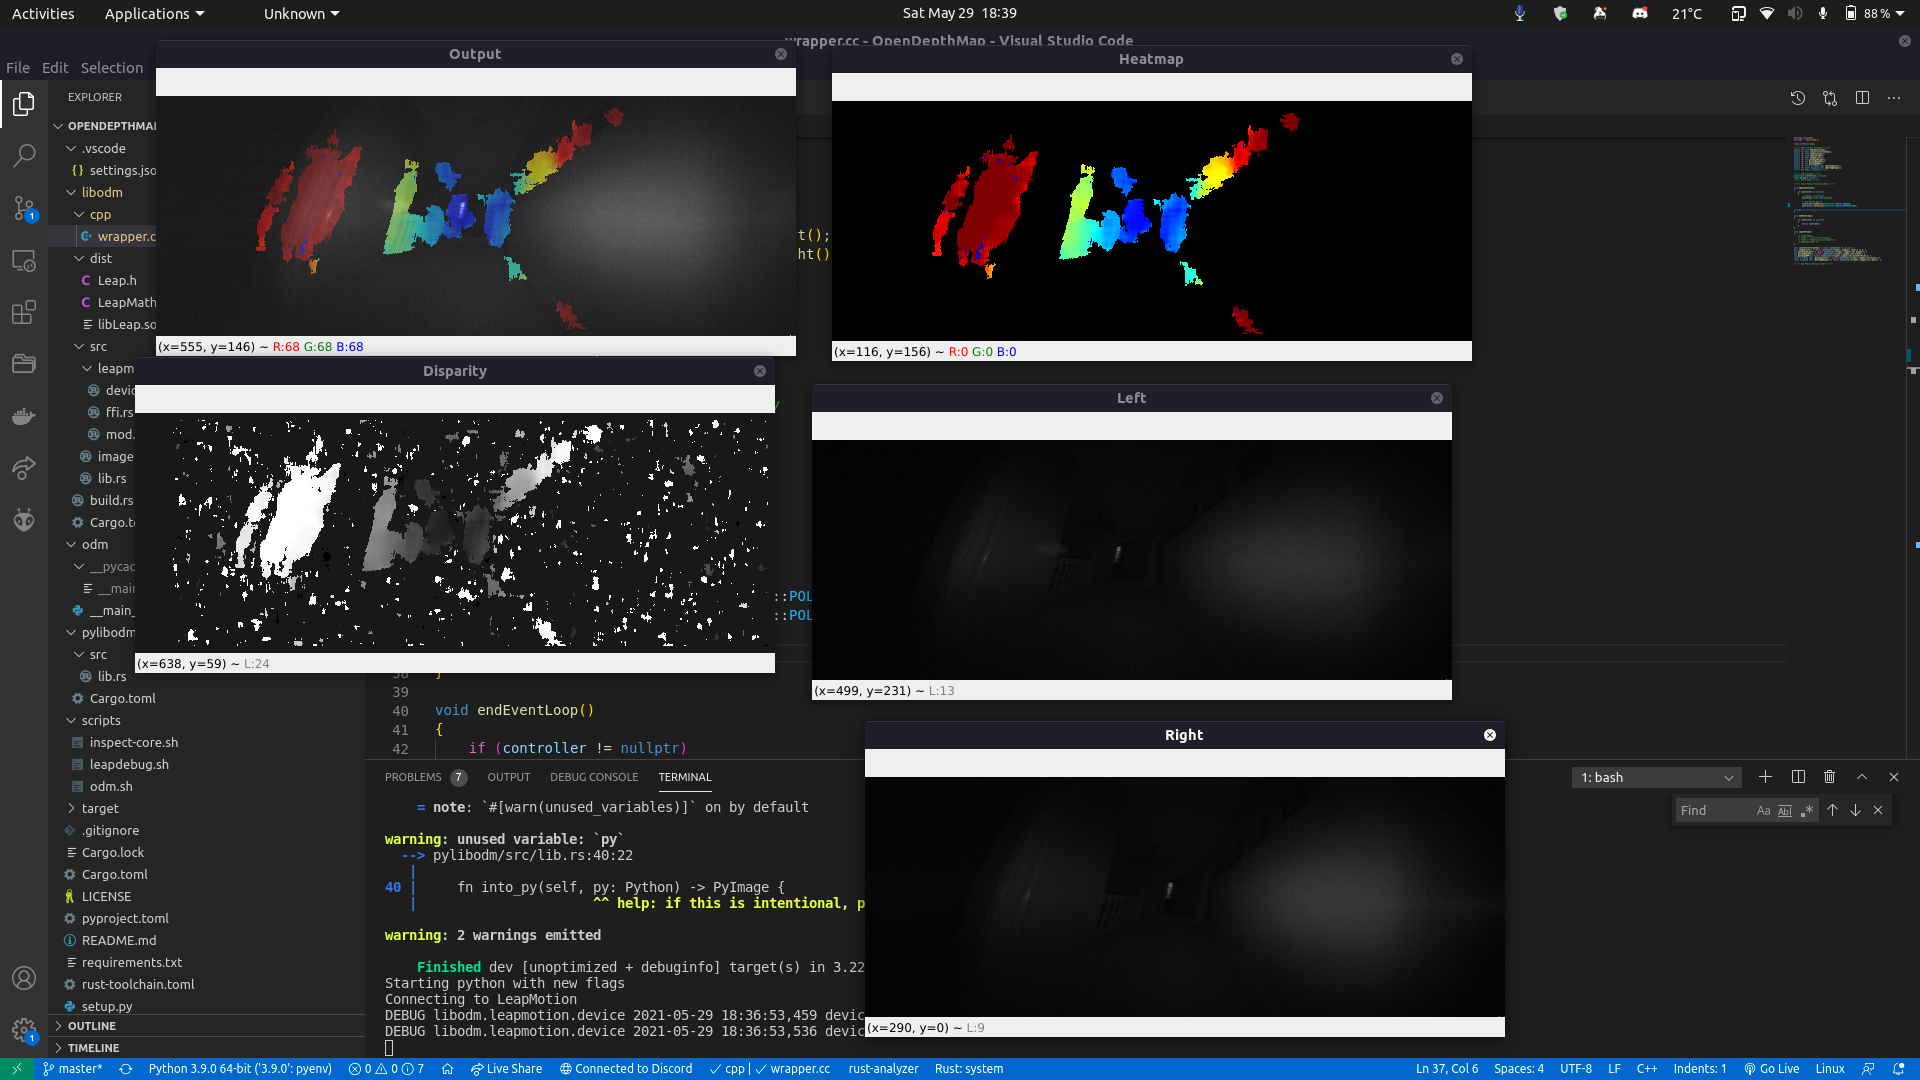 Activities Applications Unknown Sat May 29 18:39 21°C 88 %
wrapper.cc - OpenDepthMap - Visual Studio Code
File Edit Selection
Output
(x=555, y=146) ~ R:68 G:68 B:68
Heatmap
(x=116, y=156) ~ R:0 G:0 B:0
Disparity
(x=638, y=59) ~ L:24
Left
(x=499, y=231) ~ L:13
Right
(x=290, y=0) ~ L:9
EXPLORER
OPENDEPTHMA
.vscode
{} settings.jso
libodm
cpp
wrapper.c
dist
C Leap.h
C LeapMath
libLeap.so
src
leapm
devic
ffi.rs
mod.
image
lib.rs
build.rs
Cargo.to
odm
__pycac
__main
__main_
pylibodm
src
lib.rs
Cargo.toml
scripts
inspect-core.sh
leapdebug.sh
odm.sh
target
.gitignore
Cargo.lock
Cargo.toml
LICENSE
pyproject.toml
README.md
requirements.txt
rust-toolchain.toml
setup.py
OUTLINE
TIMELINE
t();
ht()
/
::POL
::POL
38 }
39
40 void endEventLoop()
41 {
42 if (controller != nullptr)
PROBLEMS 7 OUTPUT DEBUG CONSOLE TERMINAL
1: bash
Find
= note: `#[warn(unused_variables)]` on by default
warning: unused variable: `py`
--> pylibodm/src/lib.rs:40:22
|
40 | fn into_py(self, py: Python) -> PyImage {
| ^^ help: if this is intentional, p
warning: 2 warnings emitted
Finished dev [unoptimized + debuginfo] target(s) in 3.22
Starting python with new flags
Connecting to LeapMotion
DEBUG libodm.leapmotion.device 2021-05-29 18:36:53,459 devic
DEBUG libodm.leapmotion.device 2021-05-29 18:36:53,536 devic
master* Python 3.9.0 64-bit ('3.9.0': pyenv) 0 0 7 Live Share Connected to Discord cpp | wrapper.cc rust-analyzer Rust: system Ln 37, Col 6 Spaces: 4 UTF-8 LF C++ Indents: 1 Go Live Linux